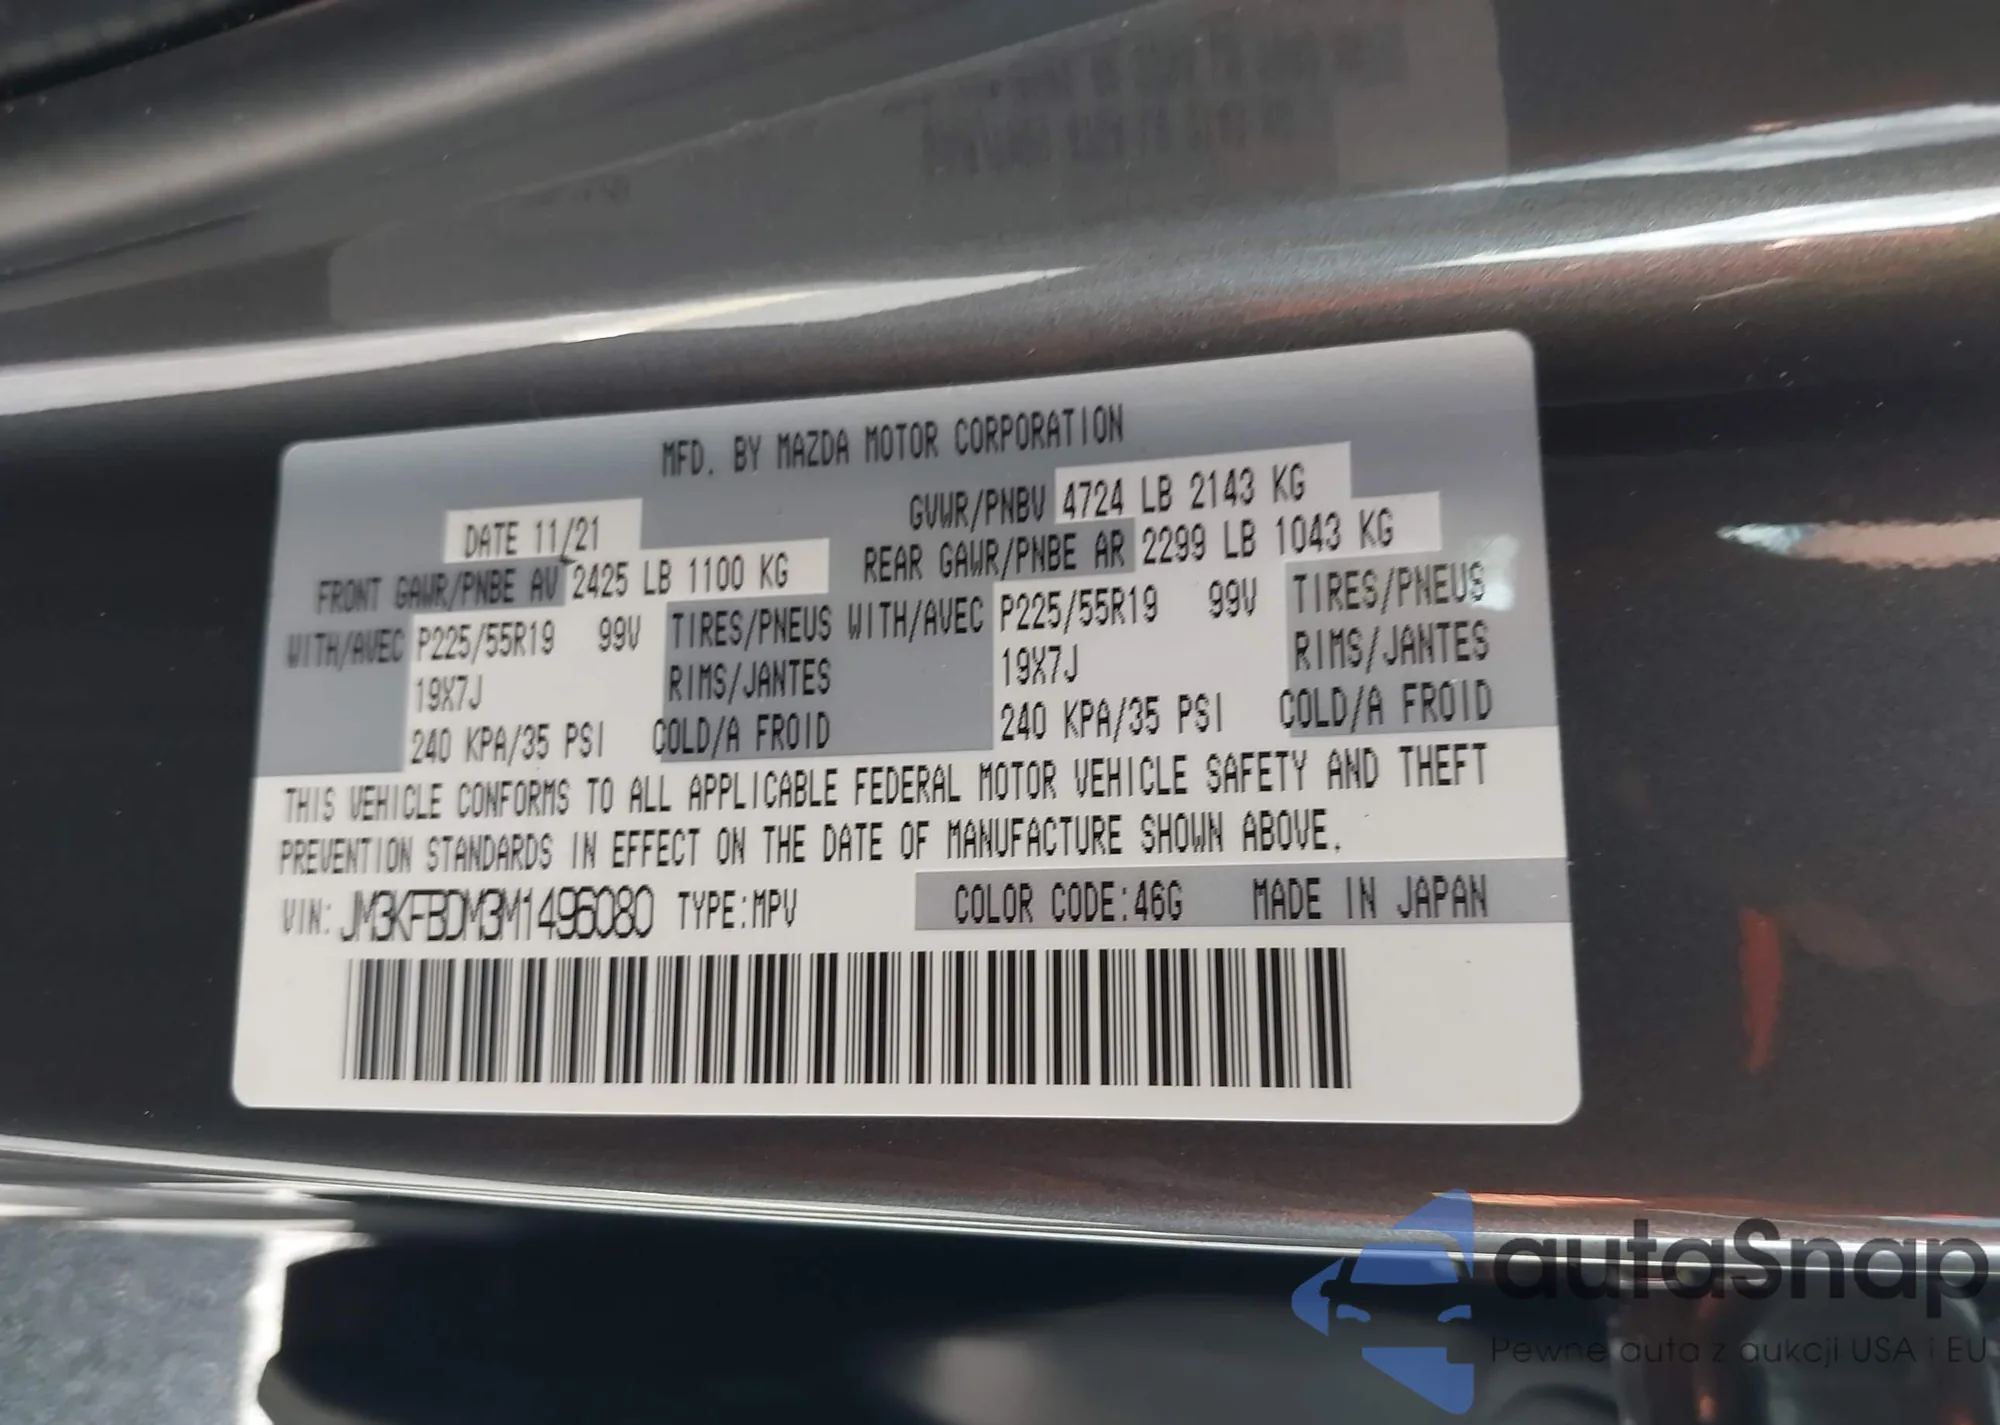 MFD. BY MAZDA MOTOR CORPORATION
DATE 11/21 GVWR/PNBV 4724 LB 2143 KG
FRONT GAWR/PNBE AV 2425 LB 1100 KG REAR GAWR/PNBE AR 2299 LB 1043 KG
WITH/AVEC P225/55R19 99V TIRES/PNEUS WITH/AVEC P225/55R19 99V TIRES/PNEUS
19X7J RIMS/JANTES 19X7J RIMS/JANTES
240 KPA/35 PSI COLD/A FROID 240 KPA/35 PSI COLD/A FROID
THIS VEHICLE CONFORMS TO ALL APPLICABLE FEDERAL MOTOR VEHICLE SAFETY AND THEFT
PREVENTION STANDARDS IN EFFECT ON THE DATE OF MANUFACTURE SHOWN ABOVE.
VIN: JM3KFBDM3M1496080 TYPE:MPV COLOR CODE:46G MADE IN JAPAN
autaSnap
Pewne auta z aukcji USA i EU